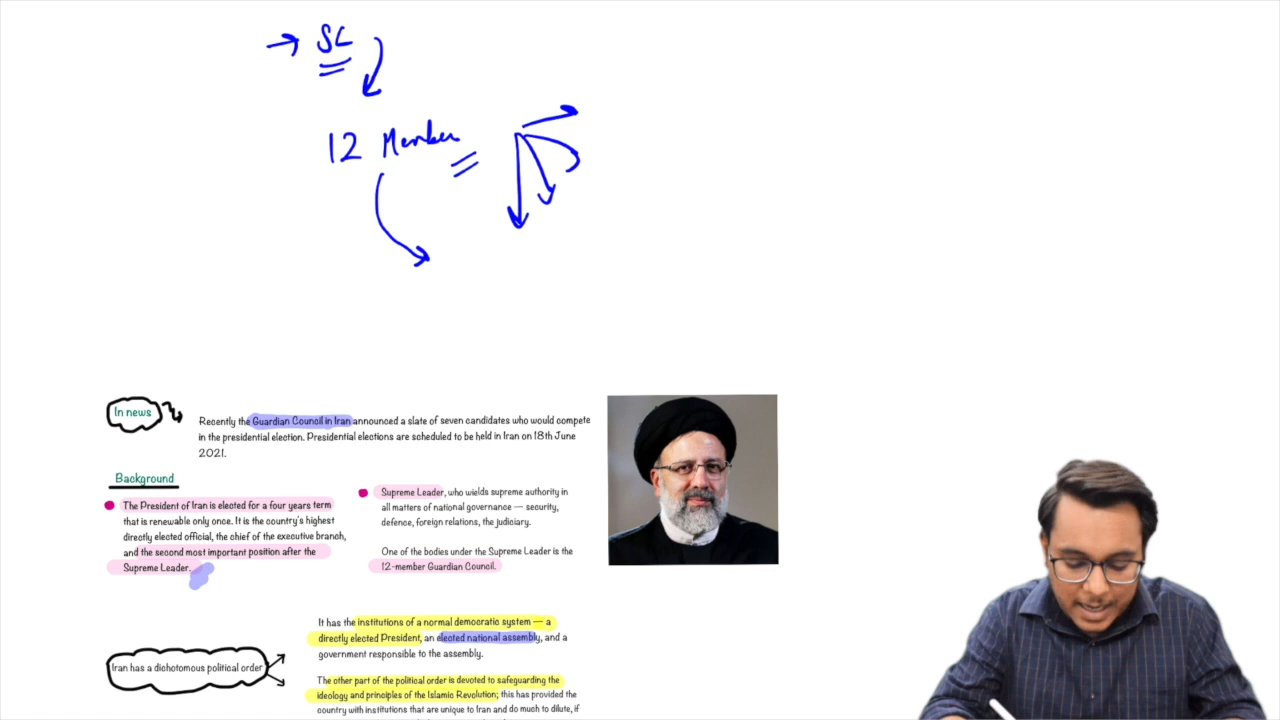 → SL
12 Member
In news
Recently the Guardian Council in Iran announced a slate of seven candidates who would compete
in the presidential election. Presidential elections are scheduled to be held in Iran on 18th June
2021.
Background
The President of Iran is elected for a four years term
that is renewable only once. It is the country's highest
directly elected official, the chief of the executive branch,
and the second most important position after the
Supreme Leader.
Supreme Leader, who wields supreme authority in
all matters of national governance — security,
defence, foreign relations, the judiciary.
One of the bodies under the Supreme Leader is the
12-member Guardian Council.
Iran has a dichotomous political order
It has the institutions of a normal democratic system — a
directly elected President, an elected national assembly, and a
government responsible to the assembly.
The other part of the political order is devoted to safeguarding the
ideology and principles of the Islamic Revolution; this has provided the
country with institutions that are unique to Iran and do much to dilute, if